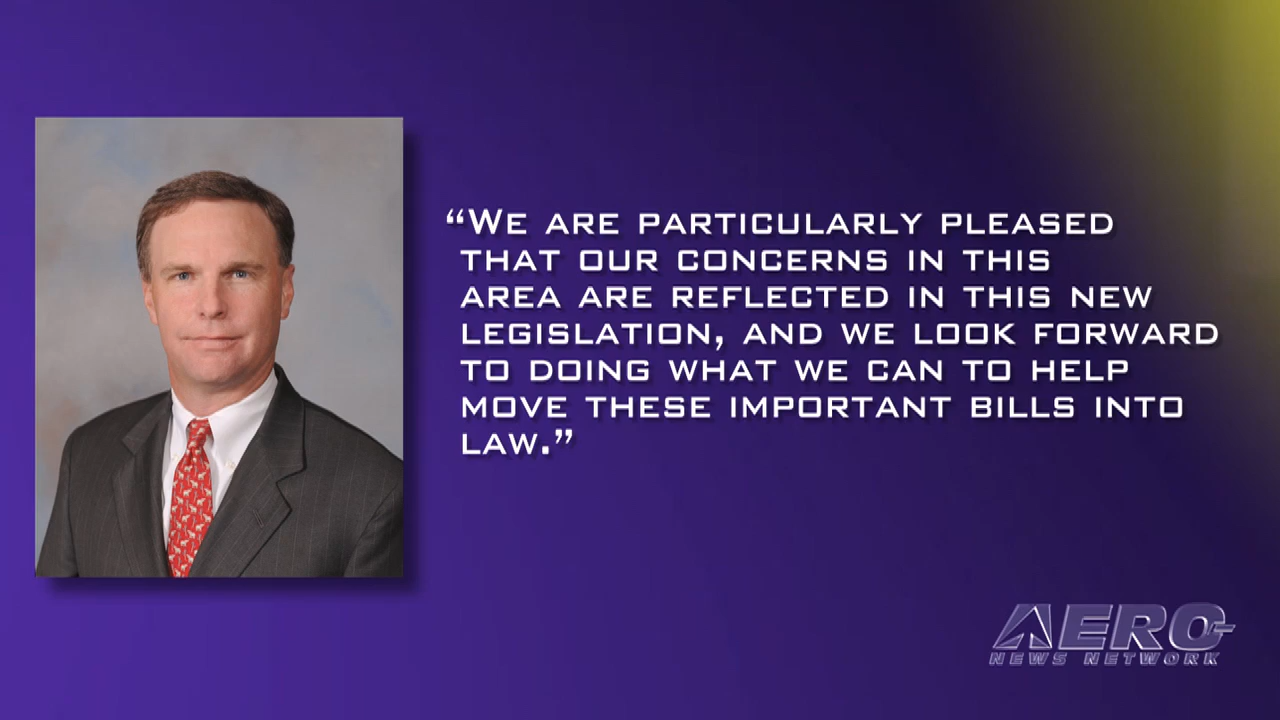 “We are particularly pleased
that our concerns in this
area are reflected in this new
legislation, and we look forward
to doing what we can to help
move these important bills into
law.”
AERO-
NEWS NETWORK